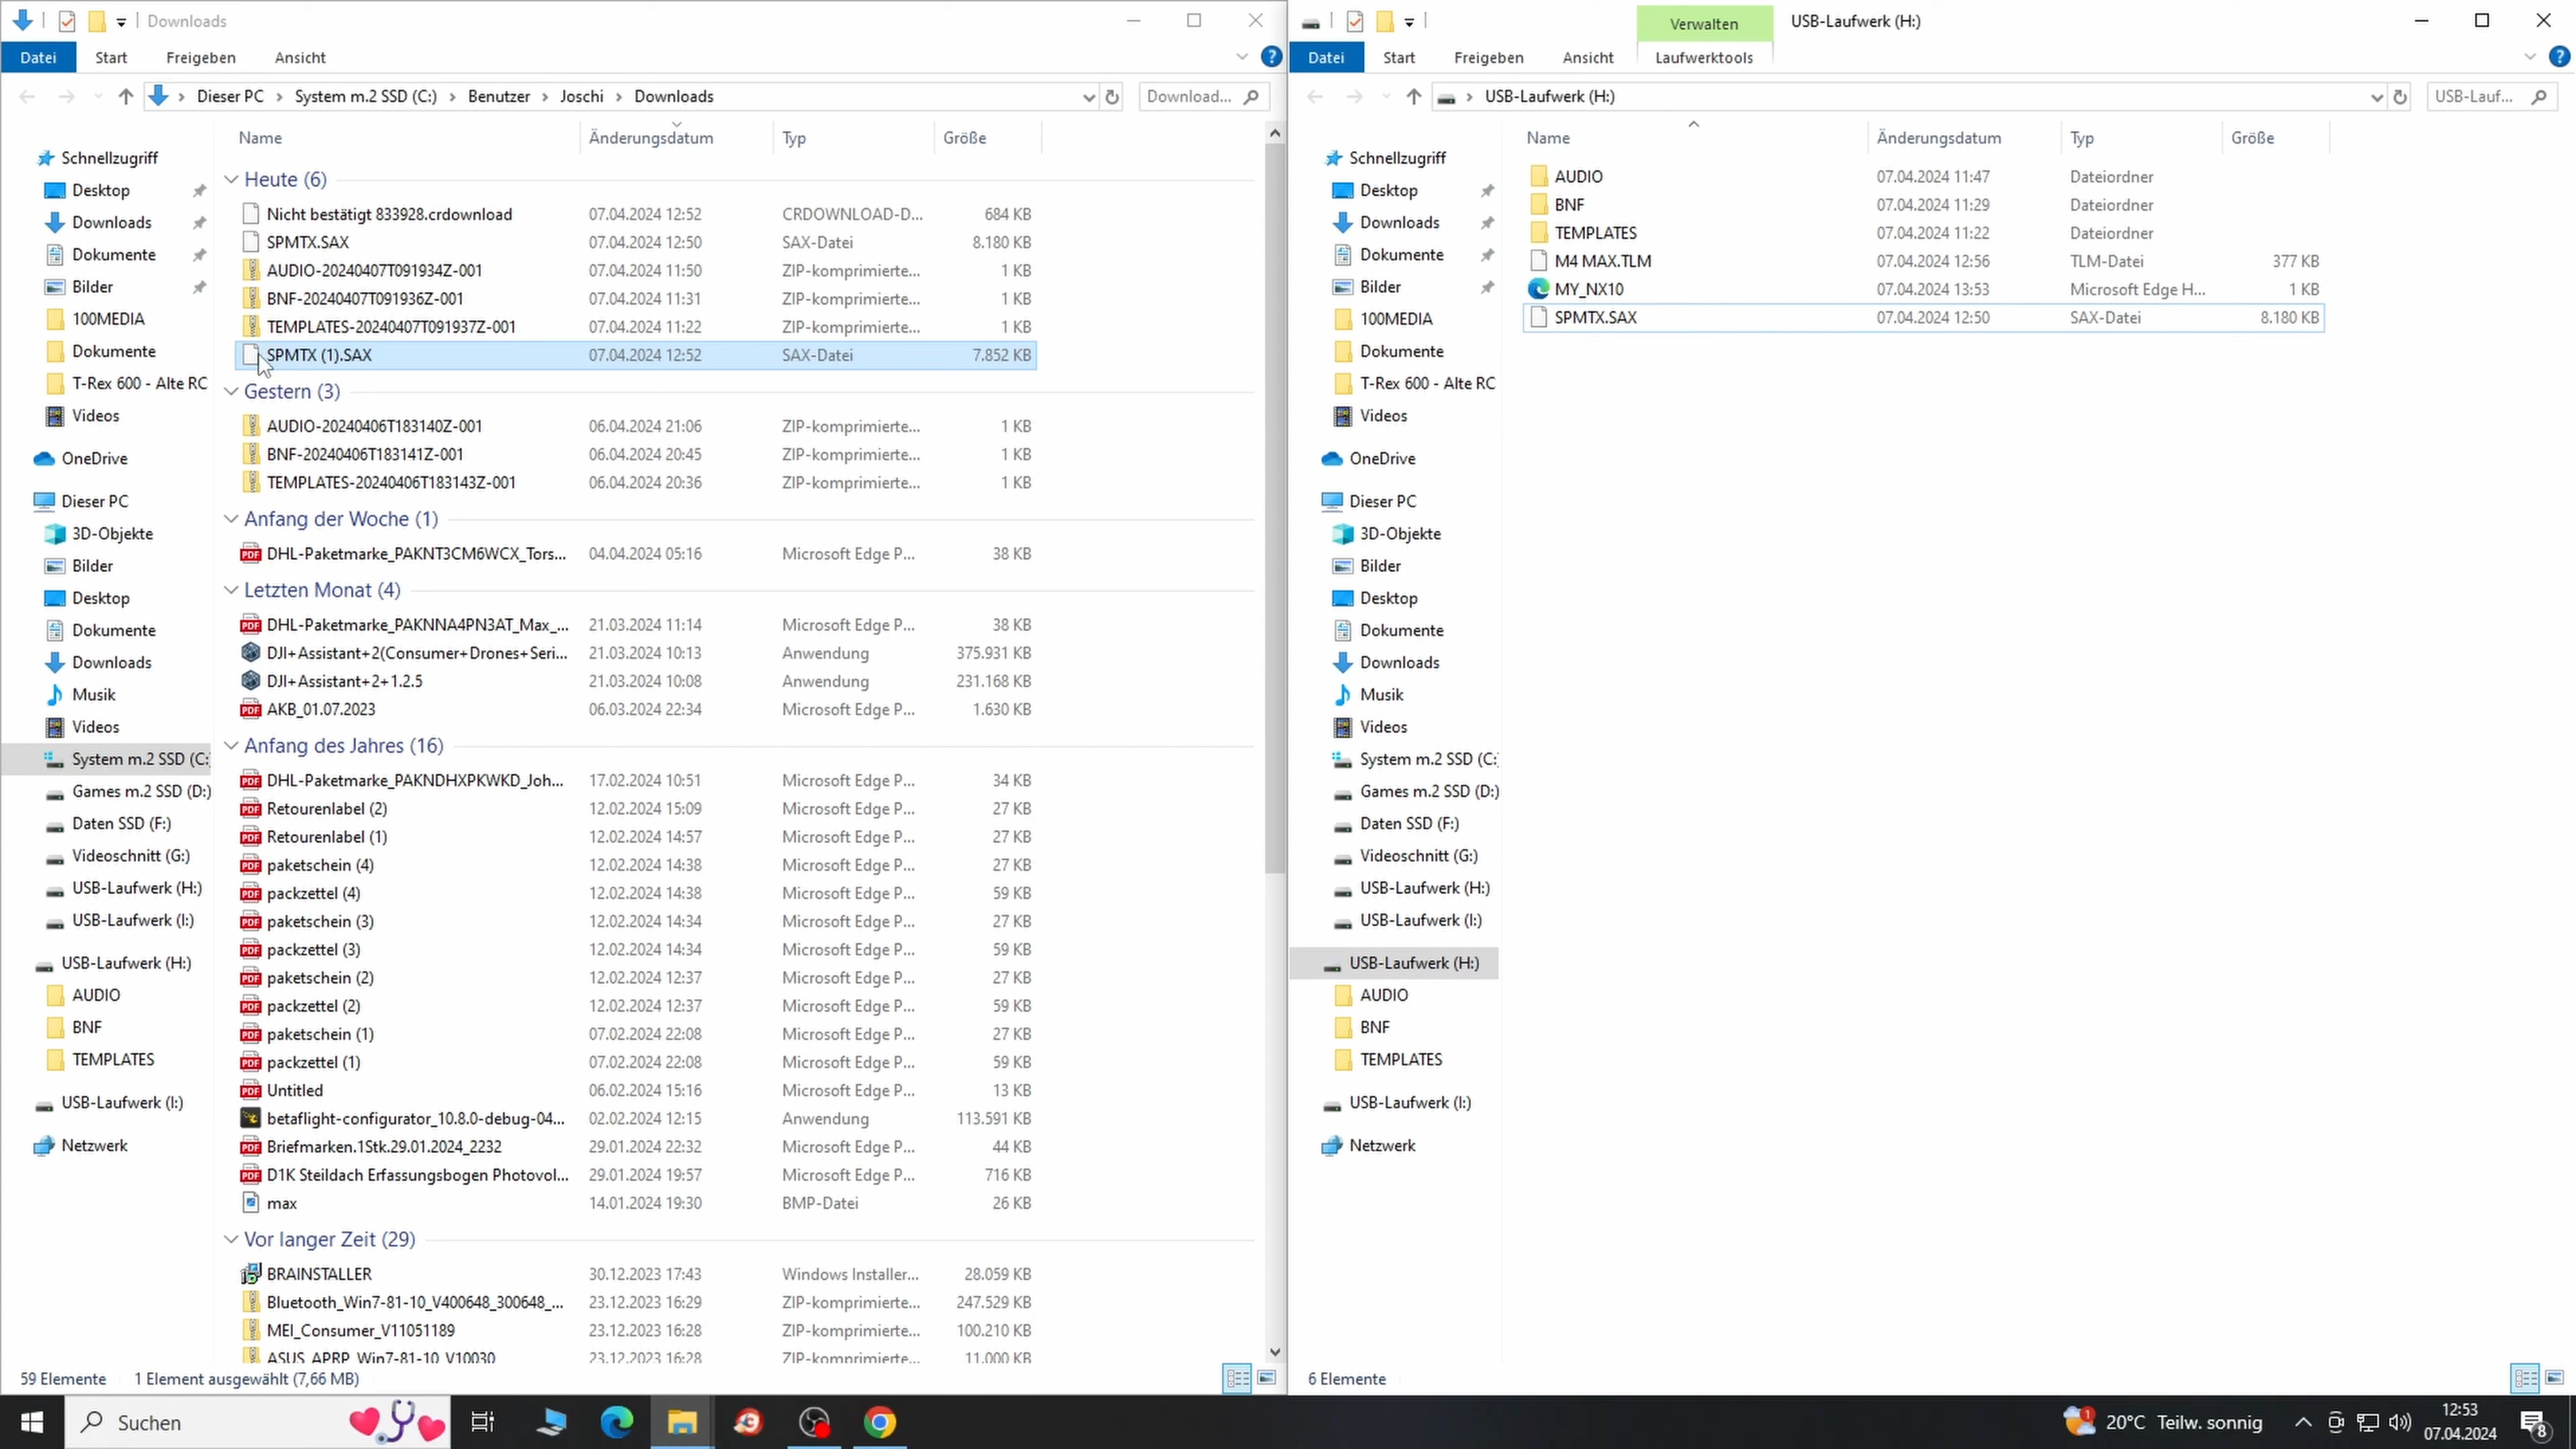 Downloads
Datei Start Freigeben Ansicht
Dieser PC > System m.2 SSD (C:) > Benutzer > Joschi > Downloads
Download...
Name Änderungsdatum Typ Größe
Schnellzugriff
Desktop
Downloads
Dokumente
Bilder
100MEDIA
Dokumente
T-Rex 600 - Alte RC
Videos
OneDrive
Dieser PC
3D-Objekte
Bilder
Desktop
Dokumente
Downloads
Musik
Videos
System m.2 SSD (C:
Games m.2 SSD (D:)
Daten SSD (F:)
Videoschnitt (G:)
USB-Laufwerk (H:)
USB-Laufwerk (I:)
USB-Laufwerk (H:)
AUDIO
BNF
TEMPLATES
USB-Laufwerk (I:)
Netzwerk
Heute (6)
Nicht bestätigt 833928.crdownload 07.04.2024 12:52 CRDOWNLOAD-D... 684 KB
SPMTX.SAX 07.04.2024 12:50 SAX-Datei 8.180 KB
AUDIO-20240407T091934Z-001 07.04.2024 11:50 ZIP-komprimierte... 1 KB
BNF-20240407T091936Z-001 07.04.2024 11:31 ZIP-komprimierte... 1 KB
TEMPLATES-20240407T091937Z-001 07.04.2024 11:22 ZIP-komprimierte... 1 KB
SPMTX (1).SAX 07.04.2024 12:52 SAX-Datei 7.852 KB
Gestern (3)
AUDIO-20240406T183140Z-001 06.04.2024 21:06 ZIP-komprimierte... 1 KB
BNF-20240406T183141Z-001 06.04.2024 20:45 ZIP-komprimierte... 1 KB
TEMPLATES-20240406T183143Z-001 06.04.2024 20:36 ZIP-komprimierte... 1 KB
Anfang der Woche (1)
DHL-Paketmarke_PAKNT3CM6WCX_Tors... 04.04.2024 05:16 Microsoft Edge P... 38 KB
Letzten Monat (4)
DHL-Paketmarke_PAKNNA4PN3AT_Max_... 21.03.2024 11:14 Microsoft Edge P... 38 KB
DJI+Assistant+2(Consumer+Drones+Seri... 21.03.2024 10:13 Anwendung 375.931 KB
DJI+Assistant+2+1.2.5 21.03.2024 10:08 Anwendung 231.168 KB
AKB_01.07.2023 06.03.2024 22:34 Microsoft Edge P... 1.630 KB
Anfang des Jahres (16)
DHL-Paketmarke_PAKNDHXPKWKD_Joh... 17.02.2024 10:51 Microsoft Edge P... 34 KB
Retourenlabel (2) 12.02.2024 15:09 Microsoft Edge P... 27 KB
Retourenlabel (1) 12.02.2024 14:57 Microsoft Edge P... 27 KB
paketschein (4) 12.02.2024 14:38 Microsoft Edge P... 27 KB
packzettel (4) 12.02.2024 14:38 Microsoft Edge P... 59 KB
paketschein (3) 12.02.2024 14:34 Microsoft Edge P... 27 KB
packzettel (3) 12.02.2024 14:34 Microsoft Edge P... 59 KB
paketschein (2) 12.02.2024 12:37 Microsoft Edge P... 27 KB
packzettel (2) 12.02.2024 12:37 Microsoft Edge P... 59 KB
paketschein (1) 07.02.2024 22:08 Microsoft Edge P... 27 KB
packzettel (1) 07.02.2024 22:08 Microsoft Edge P... 59 KB
Untitled 06.02.2024 15:16 Microsoft Edge P... 13 KB
betaflight-configurator_10.8.0-debug-04... 02.02.2024 12:15 Anwendung 113.591 KB
Briefmarken.1Stk.29.01.2024_2232 29.01.2024 22:32 Microsoft Edge P... 44 KB
D1K Steildach Erfassungsbogen Photovol... 29.01.2024 19:57 Microsoft Edge P... 716 KB
max 14.01.2024 19:30 BMP-Datei 26 KB
Vor langer Zeit (29)
BRAINSTALLER 30.12.2023 17:43 Windows Installer... 28.059 KB
Bluetooth_Win7-81-10_V400648_300648_... 23.12.2023 16:29 ZIP-komprimierte... 247.529 KB
MEI_Consumer_V11051189 23.12.2023 16:28 ZIP-komprimierte... 100.210 KB
ASUS_APRP_Win7-81-10_V10030 23.12.2023 16:28 ZIP-komprimierte... 11.000 KB
59 Elemente 1 Element ausgewählt (7,66 MB)
Verwalten USB-Laufwerk (H:)
Datei Start Freigeben Ansicht Laufwerktools
USB-Laufwerk (H:)
USB-Lauf...
Name Änderungsdatum Typ Größe
Schnellzugriff
Desktop
Downloads
Dokumente
Bilder
100MEDIA
Dokumente
T-Rex 600 - Alte RC
Videos
OneDrive
Dieser PC
3D-Objekte
Bilder
Desktop
Dokumente
Downloads
Musik
Videos
System m.2 SSD (C:
Games m.2 SSD (D:)
Daten SSD (F:)
Videoschnitt (G:)
USB-Laufwerk (H:)
USB-Laufwerk (I:)
USB-Laufwerk (H:)
AUDIO
BNF
TEMPLATES
USB-Laufwerk (I:)
Netzwerk
AUDIO 07.04.2024 11:47 Dateiordner
BNF 07.04.2024 11:29 Dateiordner
TEMPLATES 07.04.2024 11:22 Dateiordner
M4 MAX.TLM 07.04.2024 12:56 TLM-Datei 377 KB
MY_NX10 07.04.2024 13:53 Microsoft Edge H... 1 KB
SPMTX.SAX 07.04.2024 12:50 SAX-Datei 8.180 KB
6 Elemente
Suchen
20°C Teilw. sonnig
12:53
07.04.2024
8